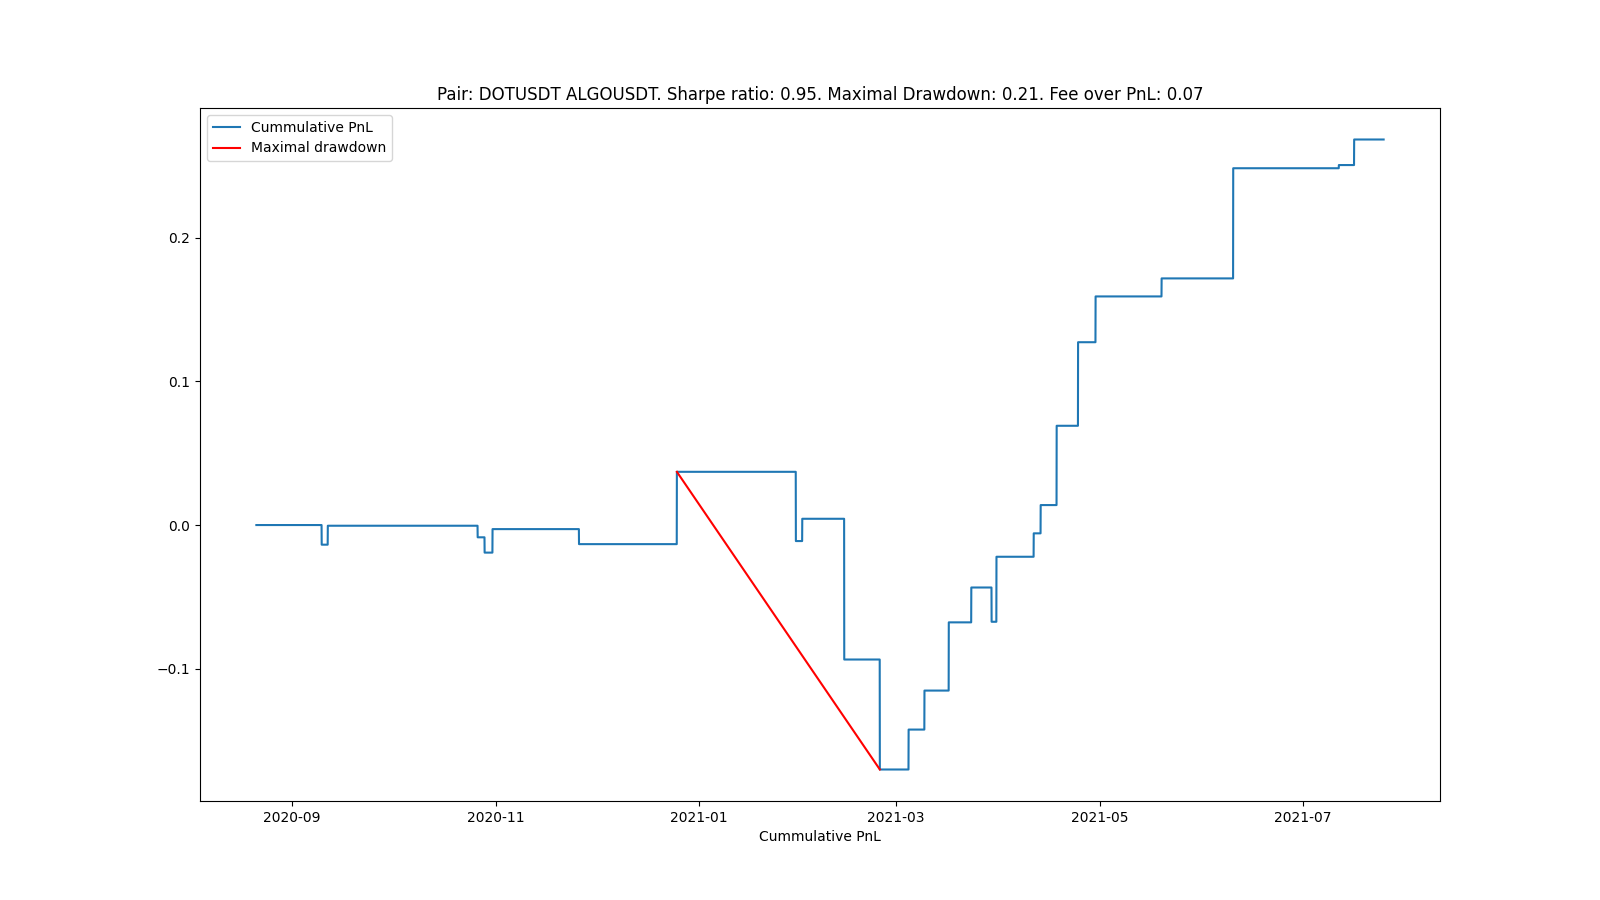 Pair: DOTUSDT ALGOUSDT. Sharpe ratio: 0.95. Maximal Drawdown: 0.21. Fee over PnL: 0.07
Cummulative PnL
Maximal drawdown
0.2
0.1
0.0
−0.1
2020-09 2020-11 2021-01 2021-03 2021-05 2021-07
Cummulative PnL